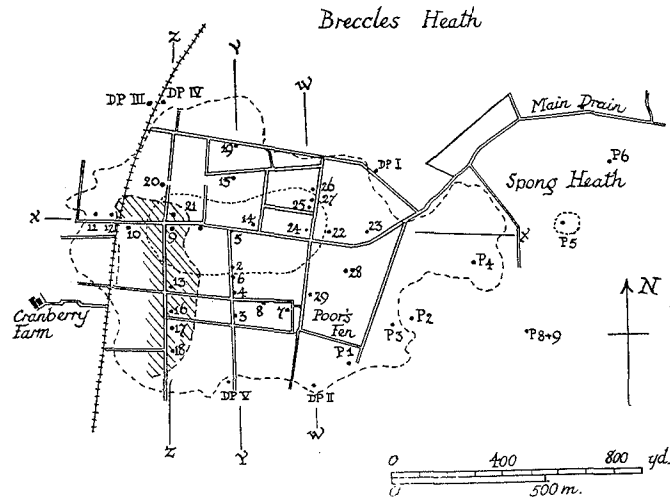 Breccles Heath
Z
Y
W
DP III
DP IV
Main Drain
19
DP I
P6
15
Spong Heath
20
26
27
25
21
X
11
12
10
9
14
5
24
22
23
X
P5
2
6
28
P4
13
4
29
N
Cranberry
Farm
16
3
8
7
Poor's
Fen
P2
P3
17
P8+9
18
P1
DP V
DP II
Z
Y
W
0 400 800 yd.
0 500 m.